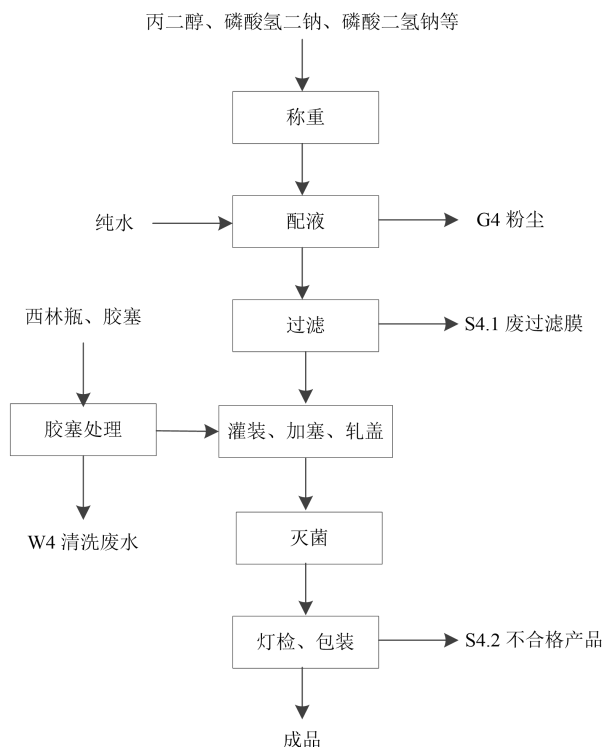 丙二醇、磷酸氢二钠、磷酸二氢钠等
称重
纯水
配液
G4 粉尘
西林瓶、胶塞
过滤
S4.1 废过滤膜
胶塞处理
灌装、加塞、轧盖
W4 清洗废水
灭菌
灯检、包装
S4.2 不合格产品
成品